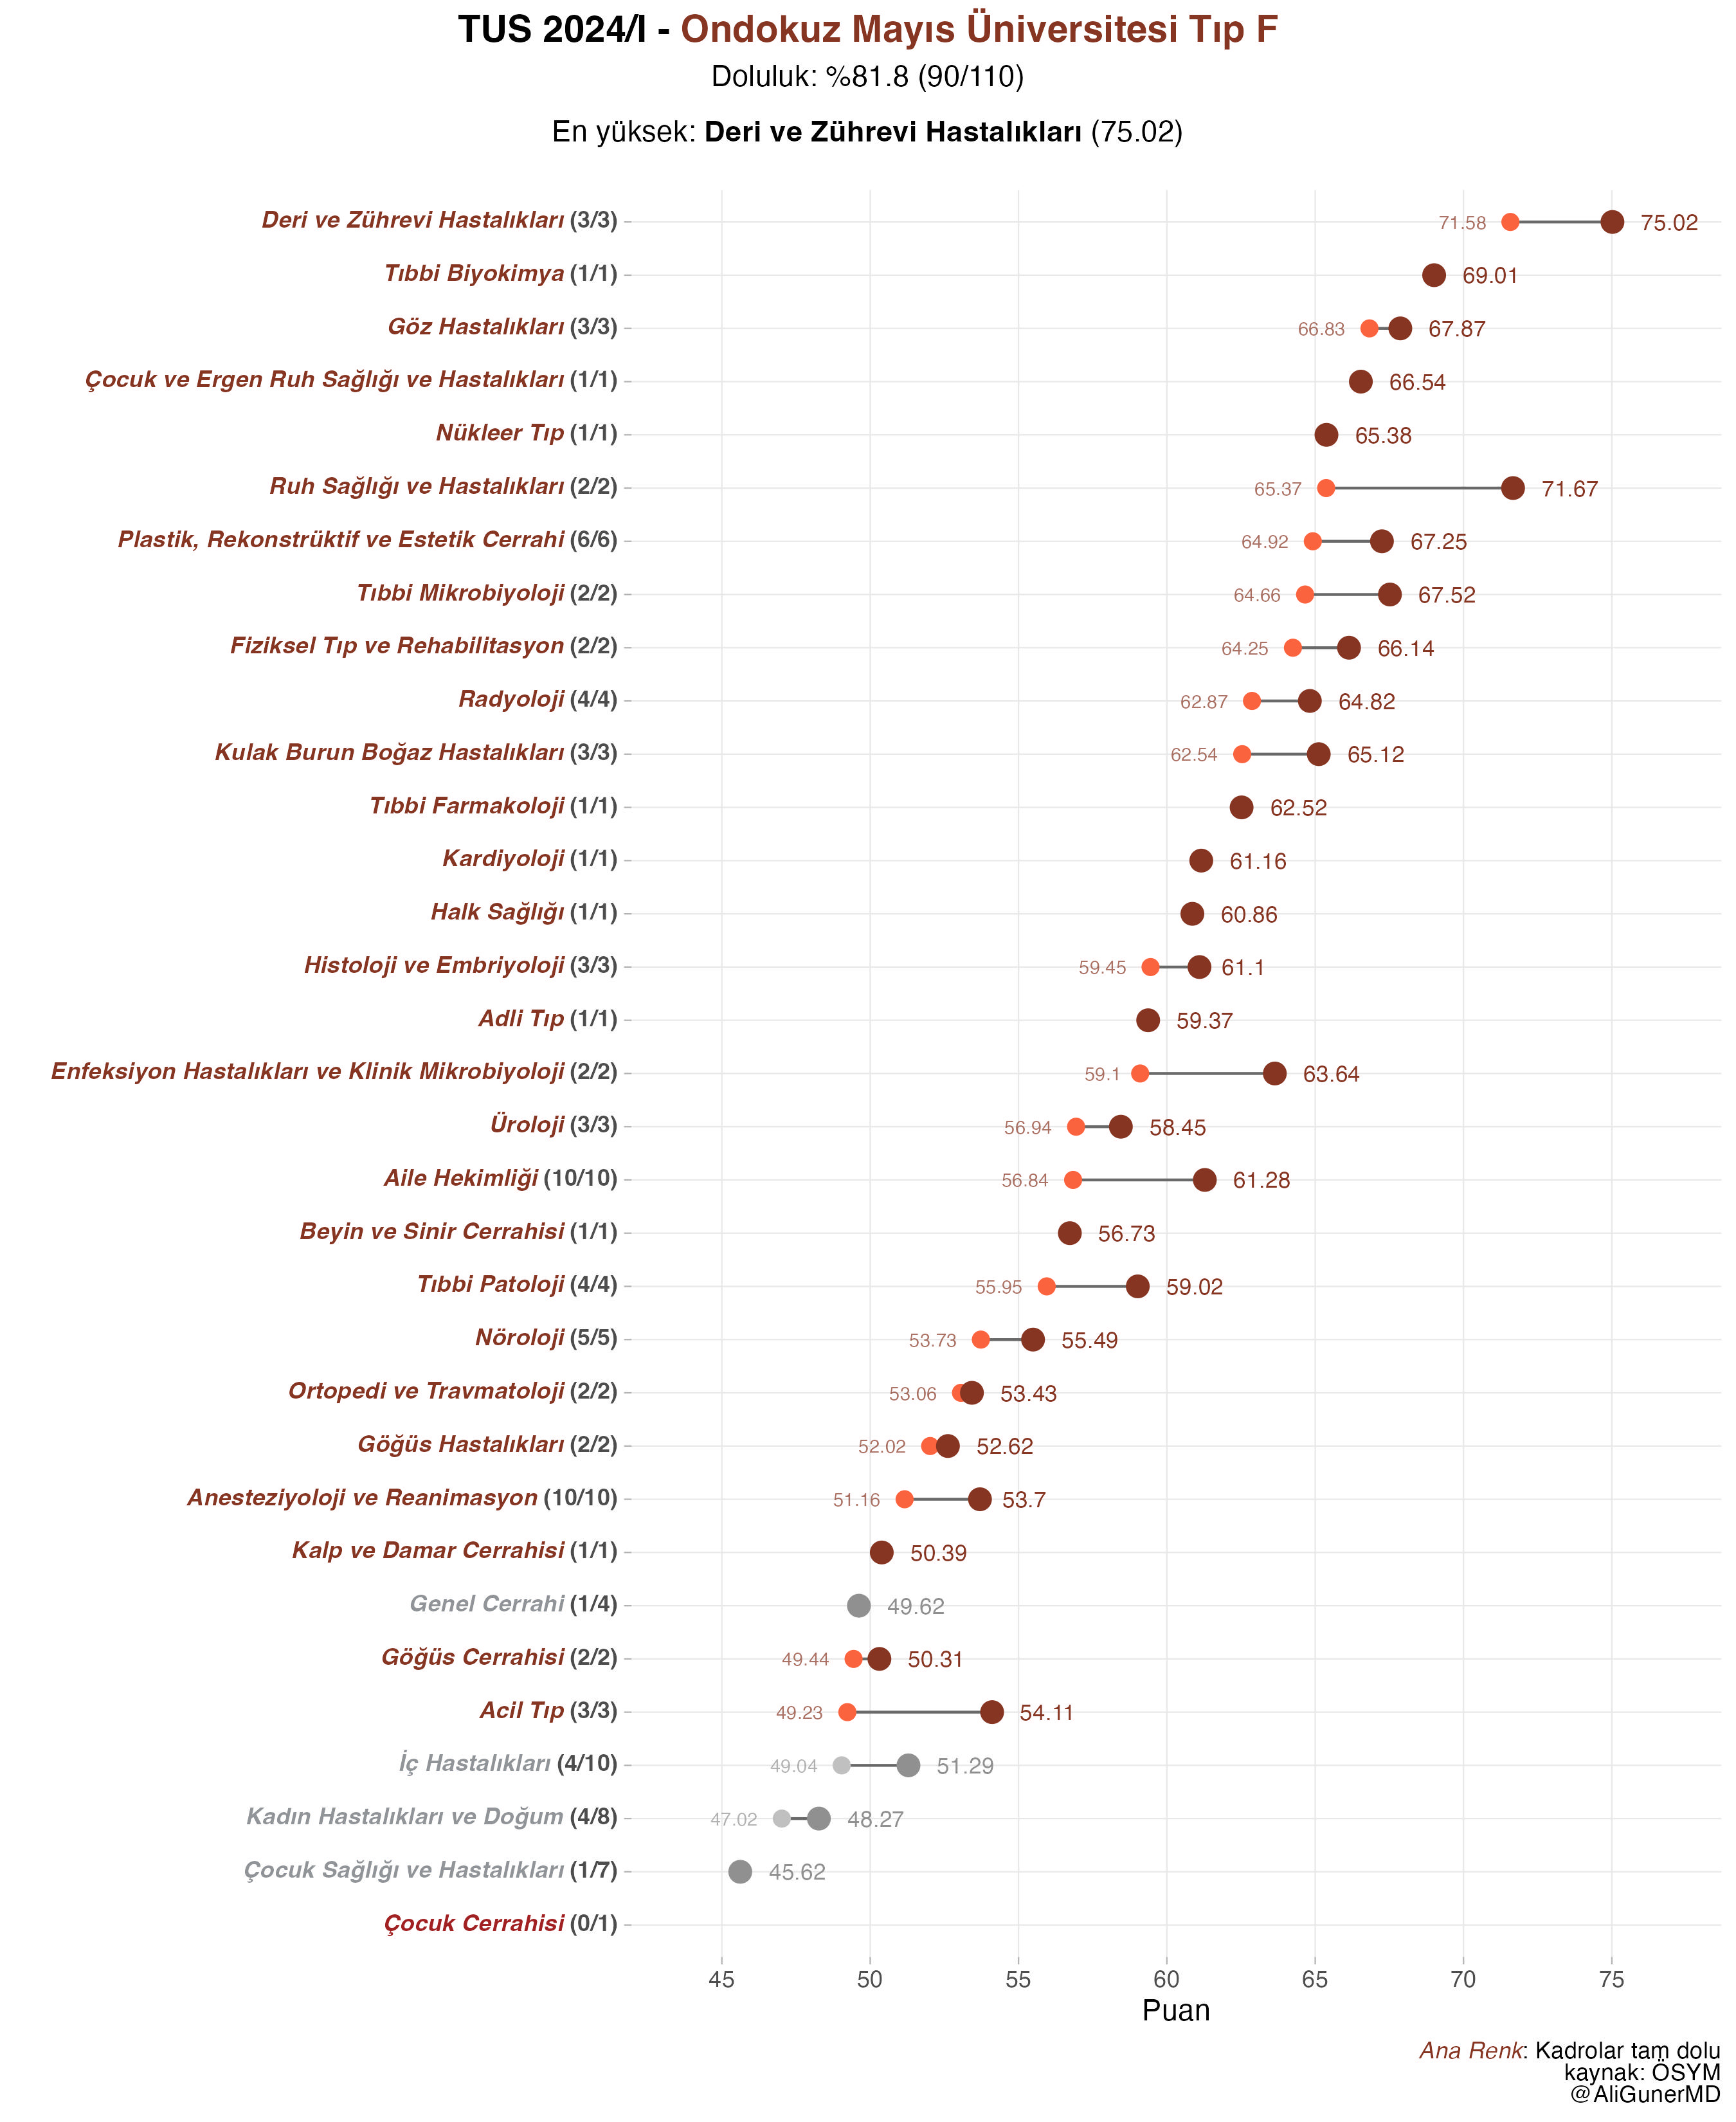 TUS 2024/I - Ondokuz Mayıs Üniversitesi Tıp F
Doluluk: %81.8 (90/110)
En yüksek: Deri ve Zührevi Hastalıkları (75.02)
Deri ve Zührevi Hastalıkları (3/3) 71.58 75.02
Tıbbi Biyokimya (1/1) 69.01
Göz Hastalıkları (3/3) 66.83 67.87
Çocuk ve Ergen Ruh Sağlığı ve Hastalıkları (1/1) 66.54
Nükleer Tıp (1/1) 65.38
Ruh Sağlığı ve Hastalıkları (2/2) 65.37 71.67
Plastik, Rekonstrüktif ve Estetik Cerrahi (6/6) 64.92 67.25
Tıbbi Mikrobiyoloji (2/2) 64.66 67.52
Fiziksel Tıp ve Rehabilitasyon (2/2) 64.25 66.14
Radyoloji (4/4) 62.87 64.82
Kulak Burun Boğaz Hastalıkları (3/3) 62.54 65.12
Tıbbi Farmakoloji (1/1) 62.52
Kardiyoloji (1/1) 61.16
Halk Sağlığı (1/1) 60.86
Histoloji ve Embriyoloji (3/3) 59.45 61.1
Adli Tıp (1/1) 59.37
Enfeksiyon Hastalıkları ve Klinik Mikrobiyoloji (2/2) 59.1 63.64
Üroloji (3/3) 56.94 58.45
Aile Hekimliği (10/10) 56.84 61.28
Beyin ve Sinir Cerrahisi (1/1) 56.73
Tıbbi Patoloji (4/4) 55.95 59.02
Nöroloji (5/5) 53.73 55.49
Ortopedi ve Travmatoloji (2/2) 53.06 53.43
Göğüs Hastalıkları (2/2) 52.02 52.62
Anesteziyoloji ve Reanimasyon (10/10) 51.16 53.7
Kalp ve Damar Cerrahisi (1/1) 50.39
Genel Cerrahi (1/4) 49.62
Göğüs Cerrahisi (2/2) 49.44 50.31
Acil Tıp (3/3) 49.23 54.11
İç Hastalıkları (4/10) 49.04 51.29
Kadın Hastalıkları ve Doğum (4/8) 47.02 48.27
Çocuk Sağlığı ve Hastalıkları (1/7) 45.62
Çocuk Cerrahisi (0/1)
45 50 55 60 65 70 75
Puan
Ana Renk: Kadrolar tam dolu
kaynak: ÖSYM
@AliGunerMD